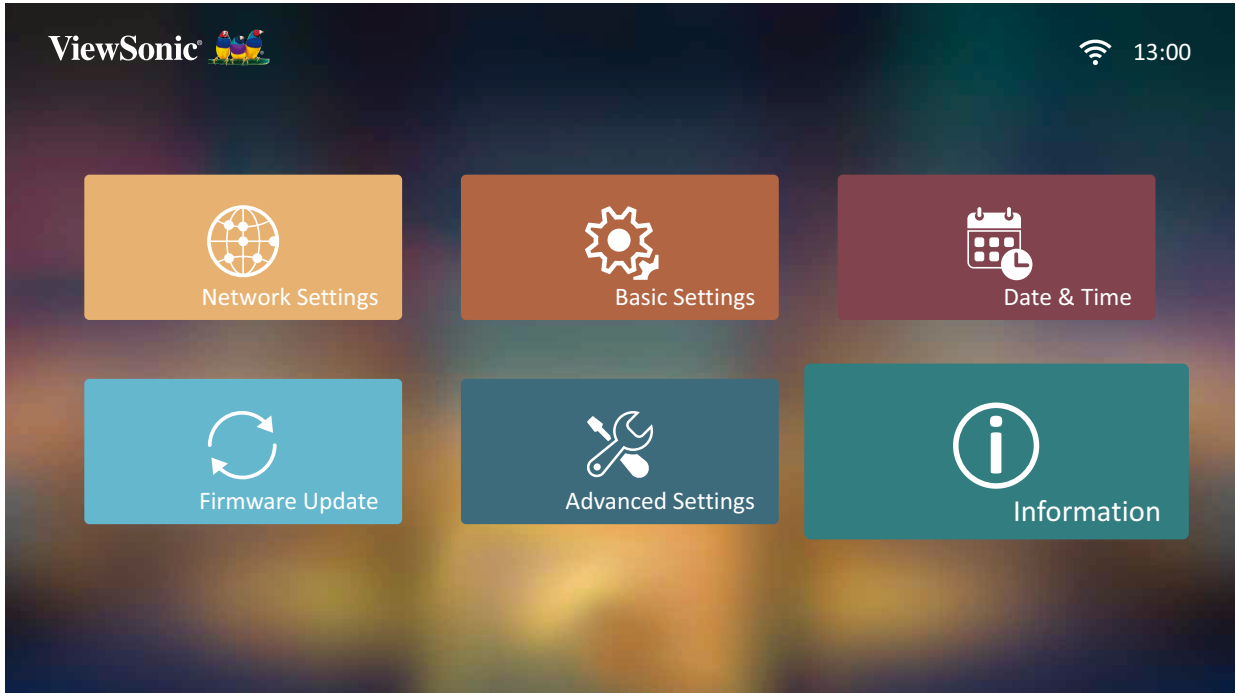 ViewSonic®
13:00
Network Settings
Basic Settings
Date & Time
Firmware Update
Advanced Settings
Information